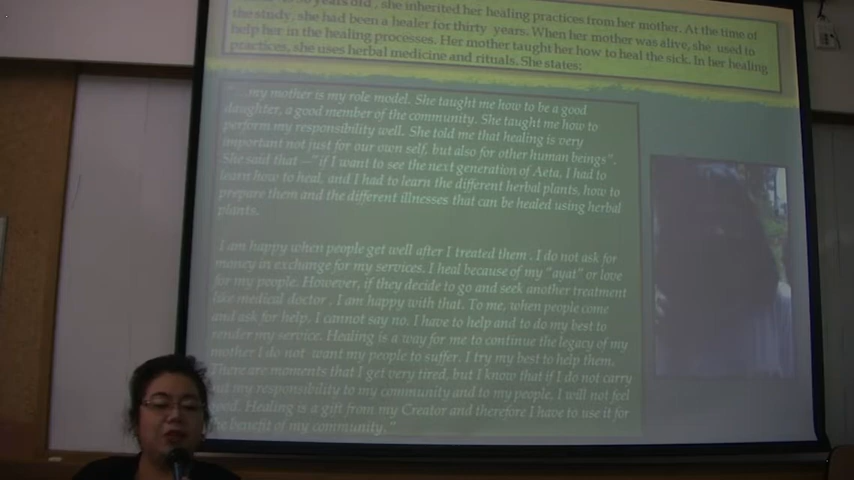 years old , she inherited her healing practices from her mother. At the time of
the study, she had been a healer for thirty years. When her mother was alive, she used to
help her in the healing processes. Her mother taught her how to heal the sick. In her healing
practices, she uses herbal medicine and rituals. She states:
"...my mother is my role model. She taught me how to be a good
daughter, a good member of the community. She taught me how to
perform my responsibility well. She told me that healing is very
important not just for our own self, but also for other human beings".
She said that –"if I want to see the next generation of Aeta, I had to
learn how to heal, and I had to learn the different herbal plants, how to
prepare them and the different illnesses that can be healed using herbal
plants.
I am happy when people get well after I treated them . I do not ask for
money in exchange for my services. I heal because of my "ayat" or love
for my people. However, if they decide to go and seek another treatment
like medical doctor , I am happy with that. To me, when people come
and ask for help, I cannot say no. I have to help and to do my best to
render my service. Healing is a way for me to continue the legacy of my
mother I do not want my people to suffer. I try my best to help them.
There are moments that I get very tired, but I know that if I do not carry
out my responsibility to my community and to my people, I will not feel
good. Healing is a gift from my Creator and therefore I have to use it for
the benefit of my community."